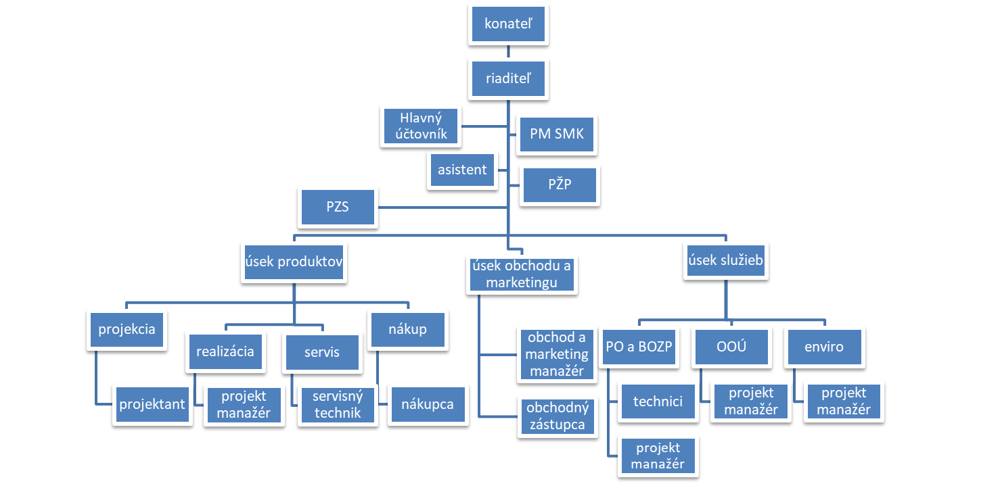 konateľ
riaditeľ
Hlavný
účtovník
PM SMK
asistent
PŽP
PZS
úsek produktov
úsek obchodu a
marketingu
úsek služieb
projekcia
realizácia
servis
nákup
projektant
projekt
manažér
servisný
technik
nákupca
obchod a
marketing
manažér
obchodný
zástupca
PO a BOZP
OOÚ
enviro
technici
projekt
manažér
projekt
manažér
projekt
manažér